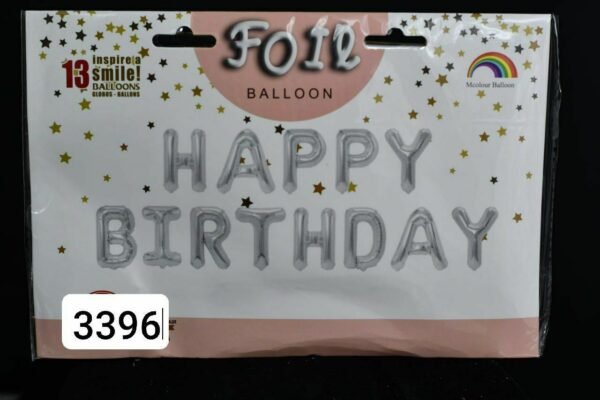 FOIL
BALLOON
13 inspire a
smile!
BALLOONS
GLOBOS - BALLONS
Mcolour Balloon
HAPPY
BIRTHDAY
3396